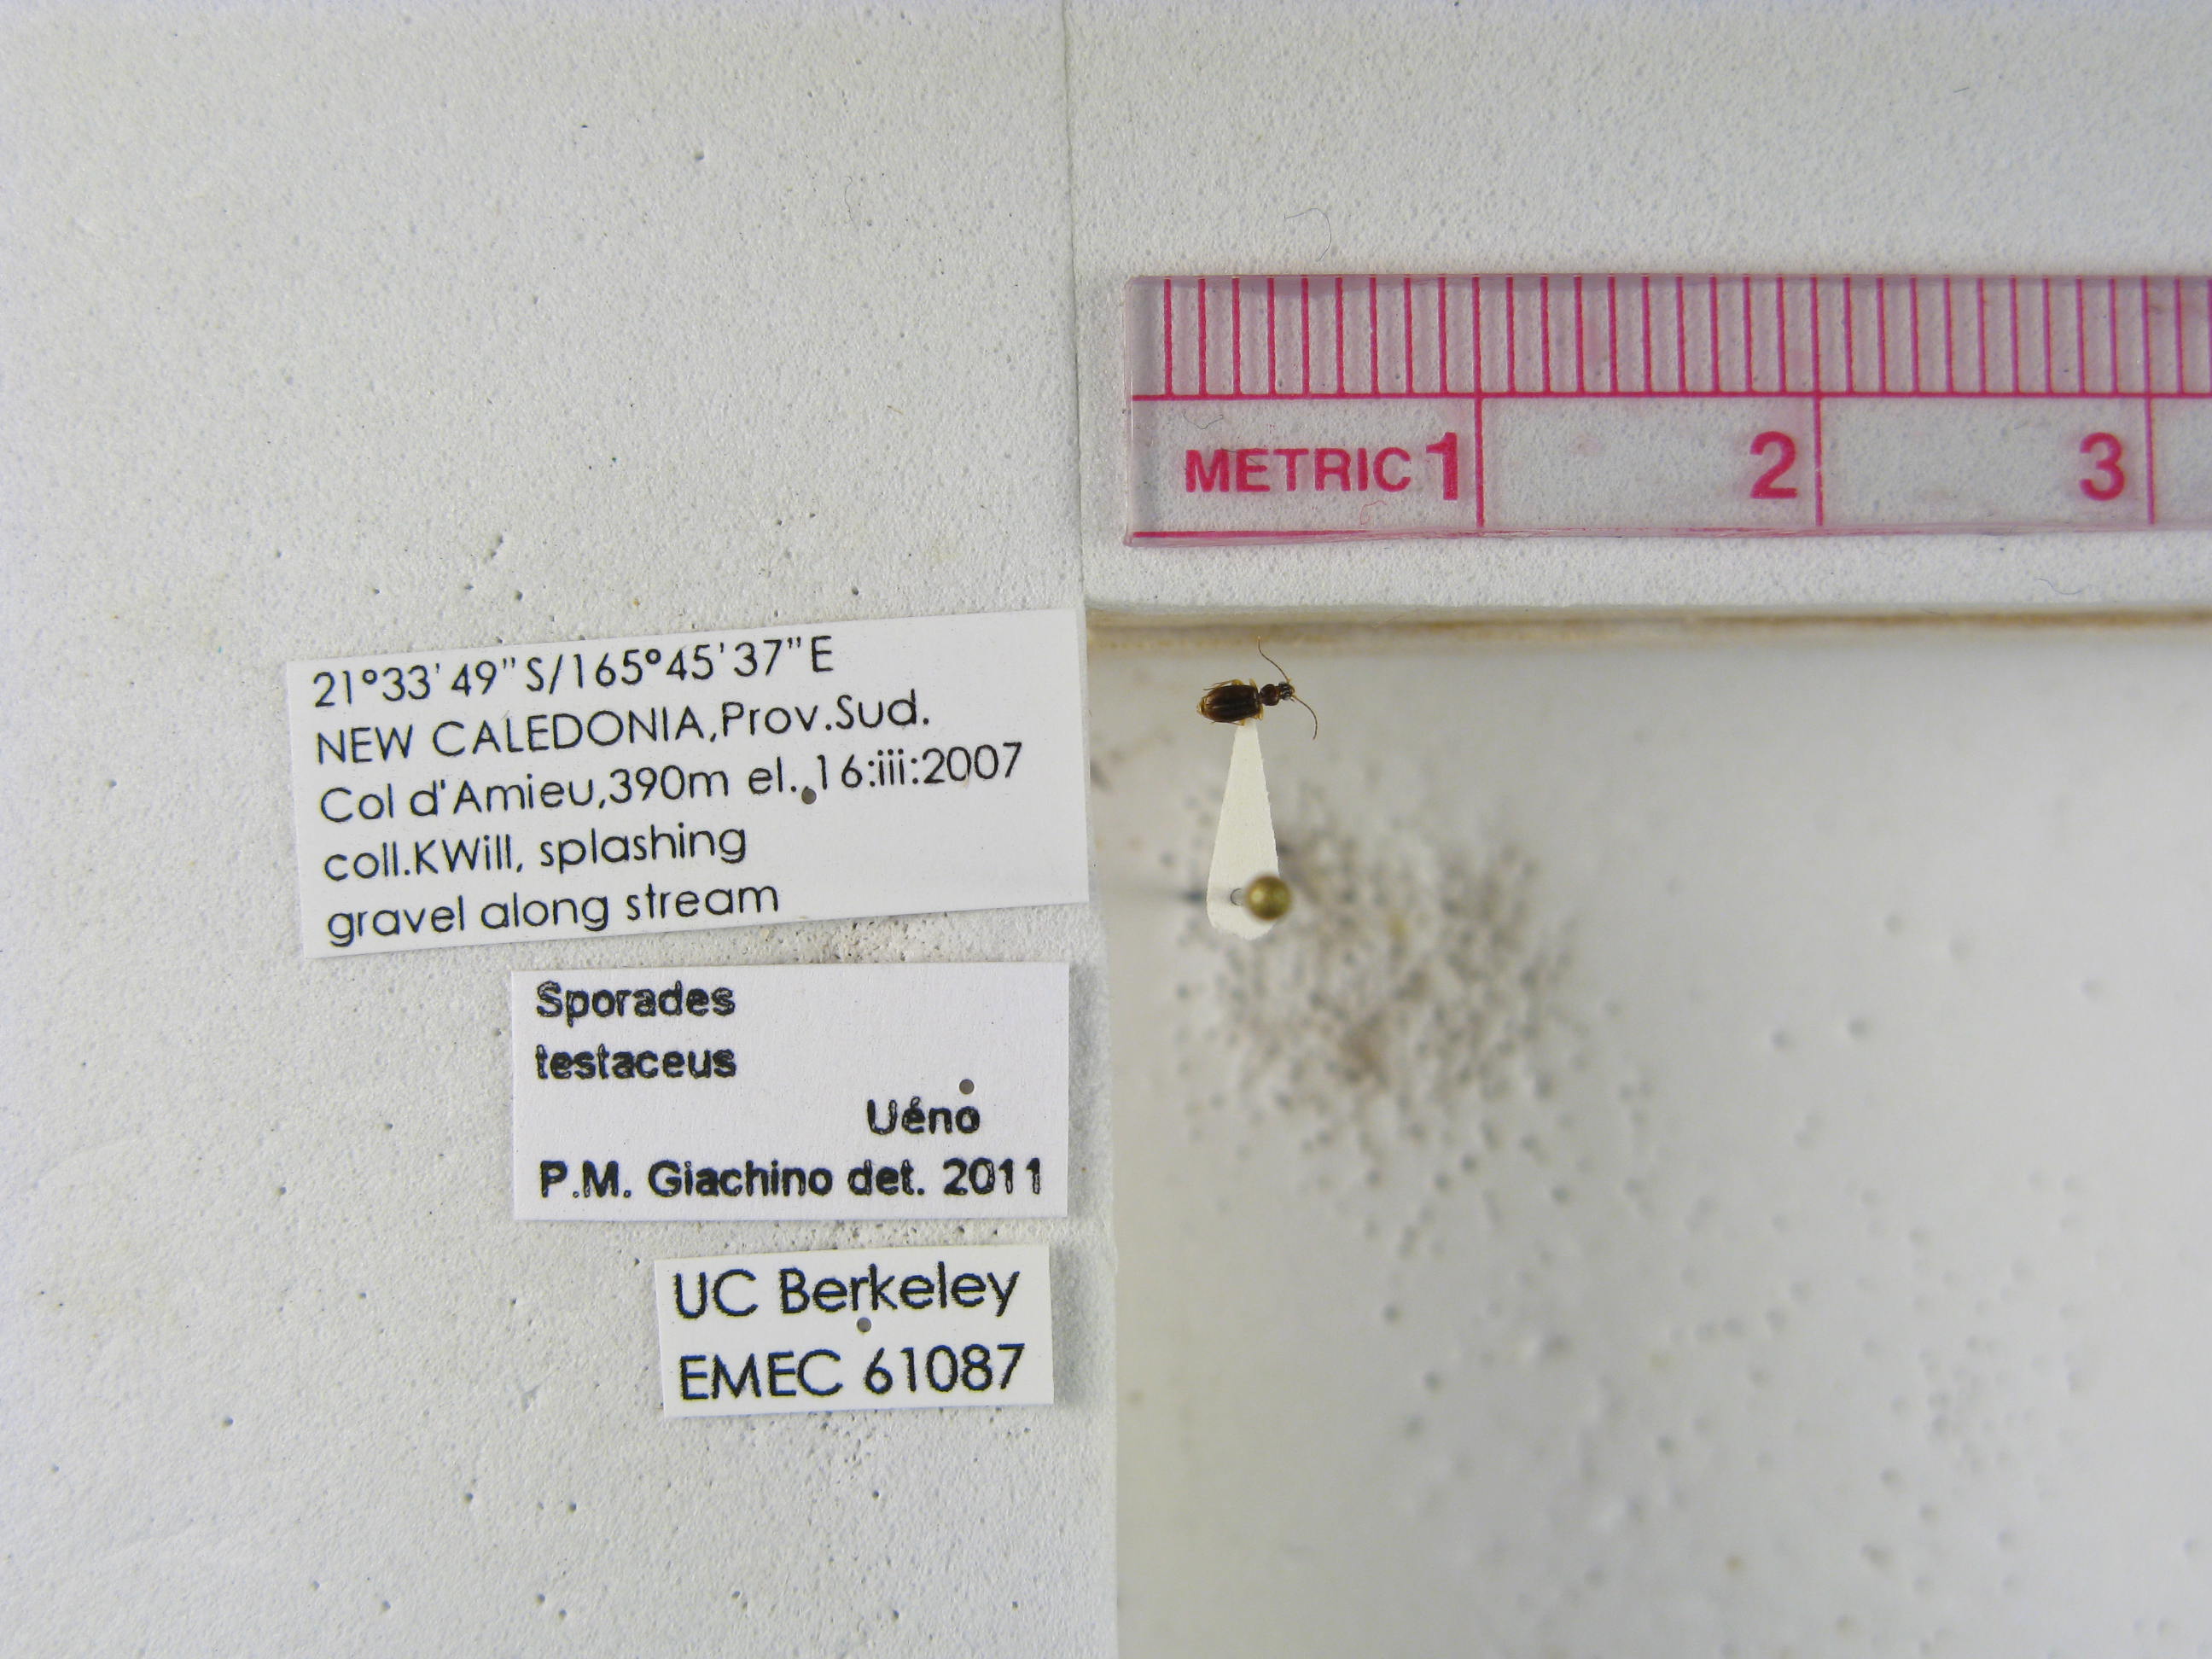 METRIC 1 2 3
21°33'49"S/165°45'37"E
NEW CALEDONIA,Prov.Sud.
Col d'Amieu,390m el.,16:iii:2007
coll.KWill, splashing
gravel along stream
Sporades
testaceus
Uéno
P.M. Giachino det. 2011
UC Berkeley
EMEC 61087